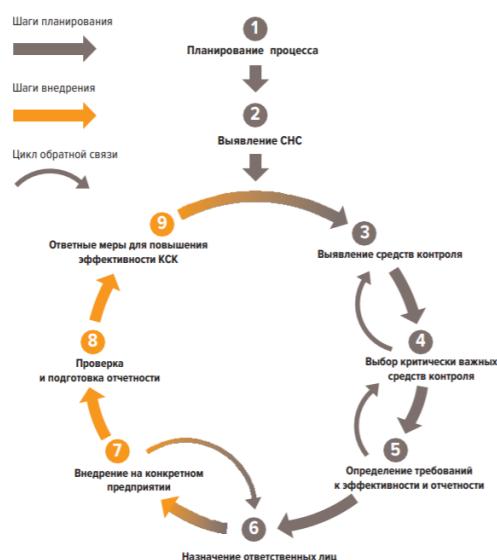 Шаги планирования
Шаги внедрения
Цикл обратной связи
1
Планирование процесса
2
Выявление СНС
3
Выявление средств контроля
4
Выбор критически важных
средств контроля
5
Определение требований
к эффективности и отчетности
6
Назначение ответственных лиц
7
Внедрение на конкретном
предприятии
8
Проверка
и подготовка отчетности
9
Ответные меры для повышения
эффективности КСК